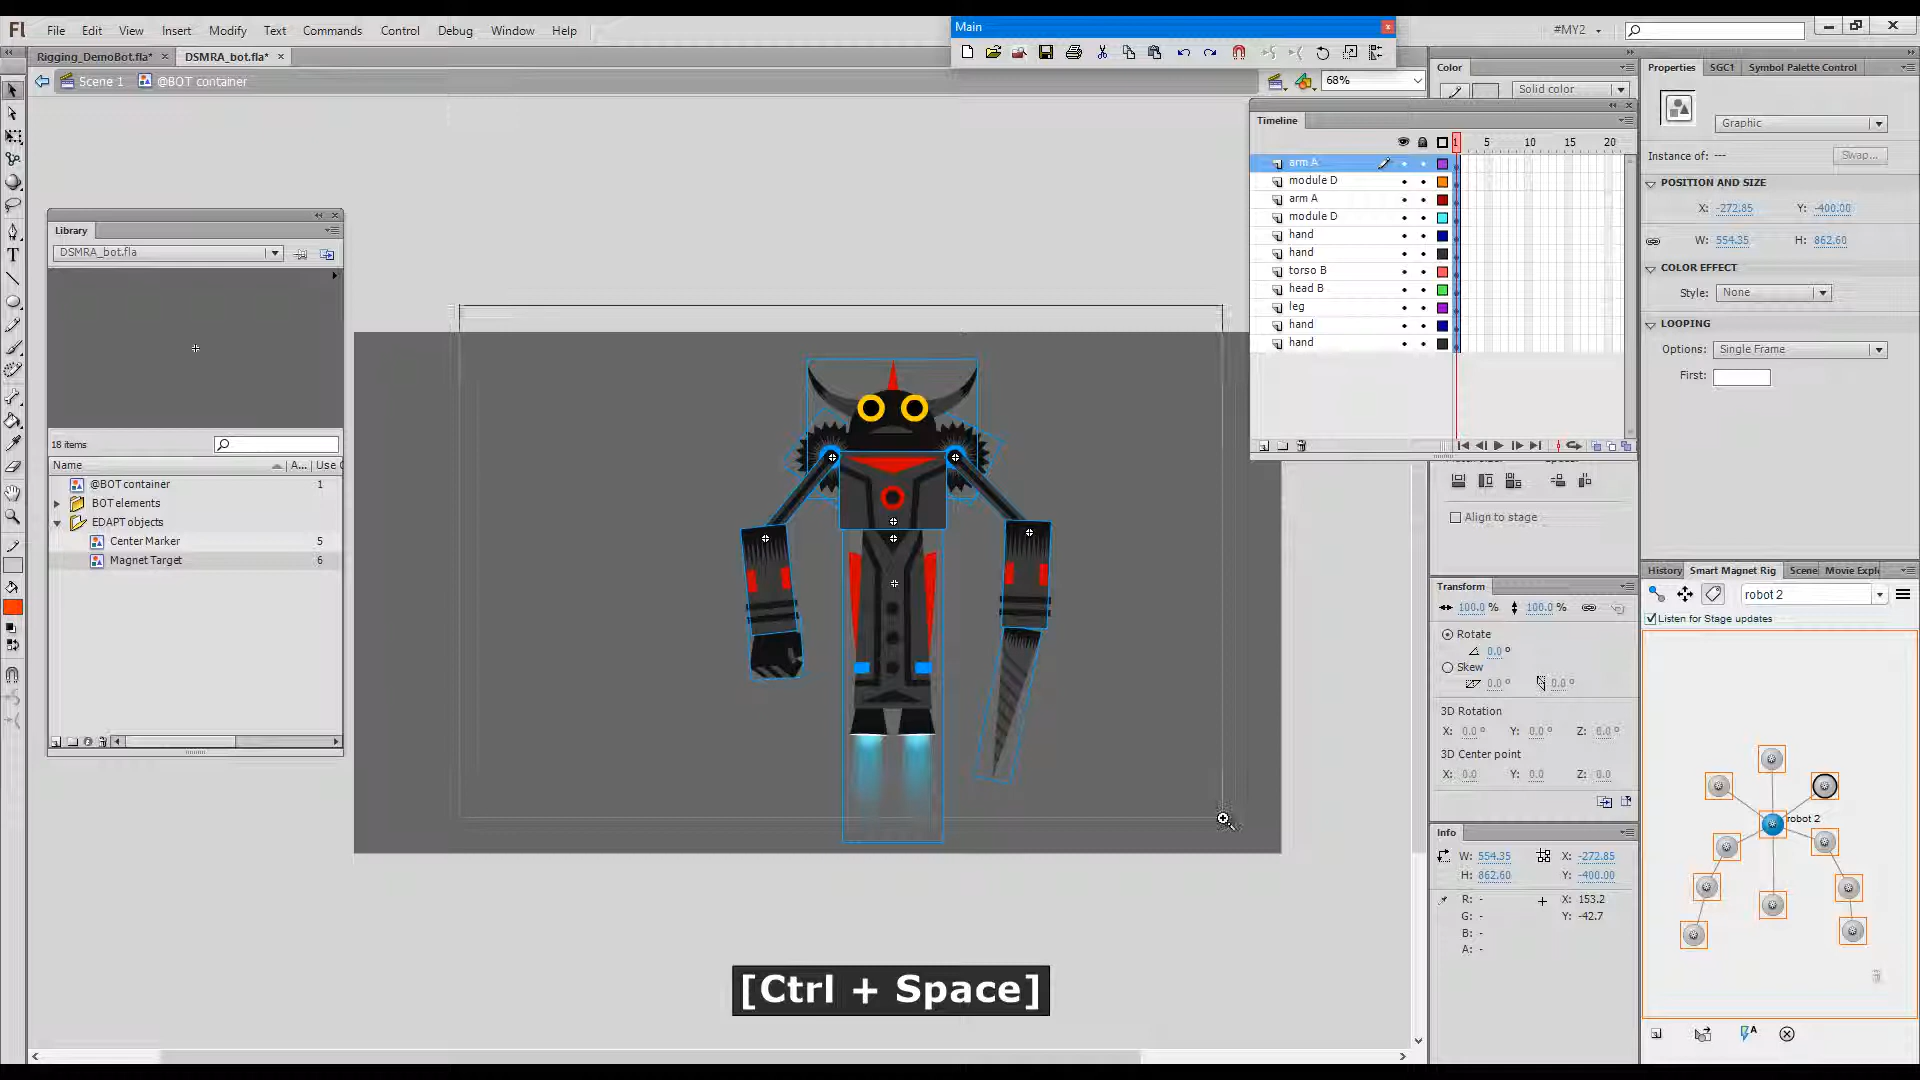 Fl File Edit View Insert Modify Text Commands Control Debug Window Help
Main
#MY2
Rigging_DemoBot.fla* DSMRA_bot.fla*
Scene 1 @BOT container
68%
Color
Solid color
Properties SGC1 Symbol Palette Control
Graphic
Instance of: --- Swap...
POSITION AND SIZE
X: -272.85 Y: -400.00
W: 554.35 H: 862.60
COLOR EFFECT
Style: None
LOOPING
Options: Single Frame
First:
Timeline
1 5 10 15 20
arm A
module D
arm A
module D
hand
hand
torso B
head B
leg
hand
hand
Library
DSMRA_bot.fla
18 items
Name A... Use C
@BOT container 1
BOT elements
EDAPT objects
Center Marker 5
Magnet Target 6
Align to stage
Transform
100.0 % 100.0 %
Rotate
0.0 °
Skew
0.0 ° 0.0 °
3D Rotation
X: 0.0 ° Y: 0.0 ° Z: 0.0 °
3D Center point
X: 0.0 Y: 0.0 Z: 0.0
Info
W: 554.35 X: -272.85
H: 862.60 Y: -400.00
R: - X: 153.2
G: - Y: -42.7
B: -
A: -
History Smart Magnet Rig Scene Movie Expl
robot 2
Listen for Stage updates
robot 2
[Ctrl + Space]